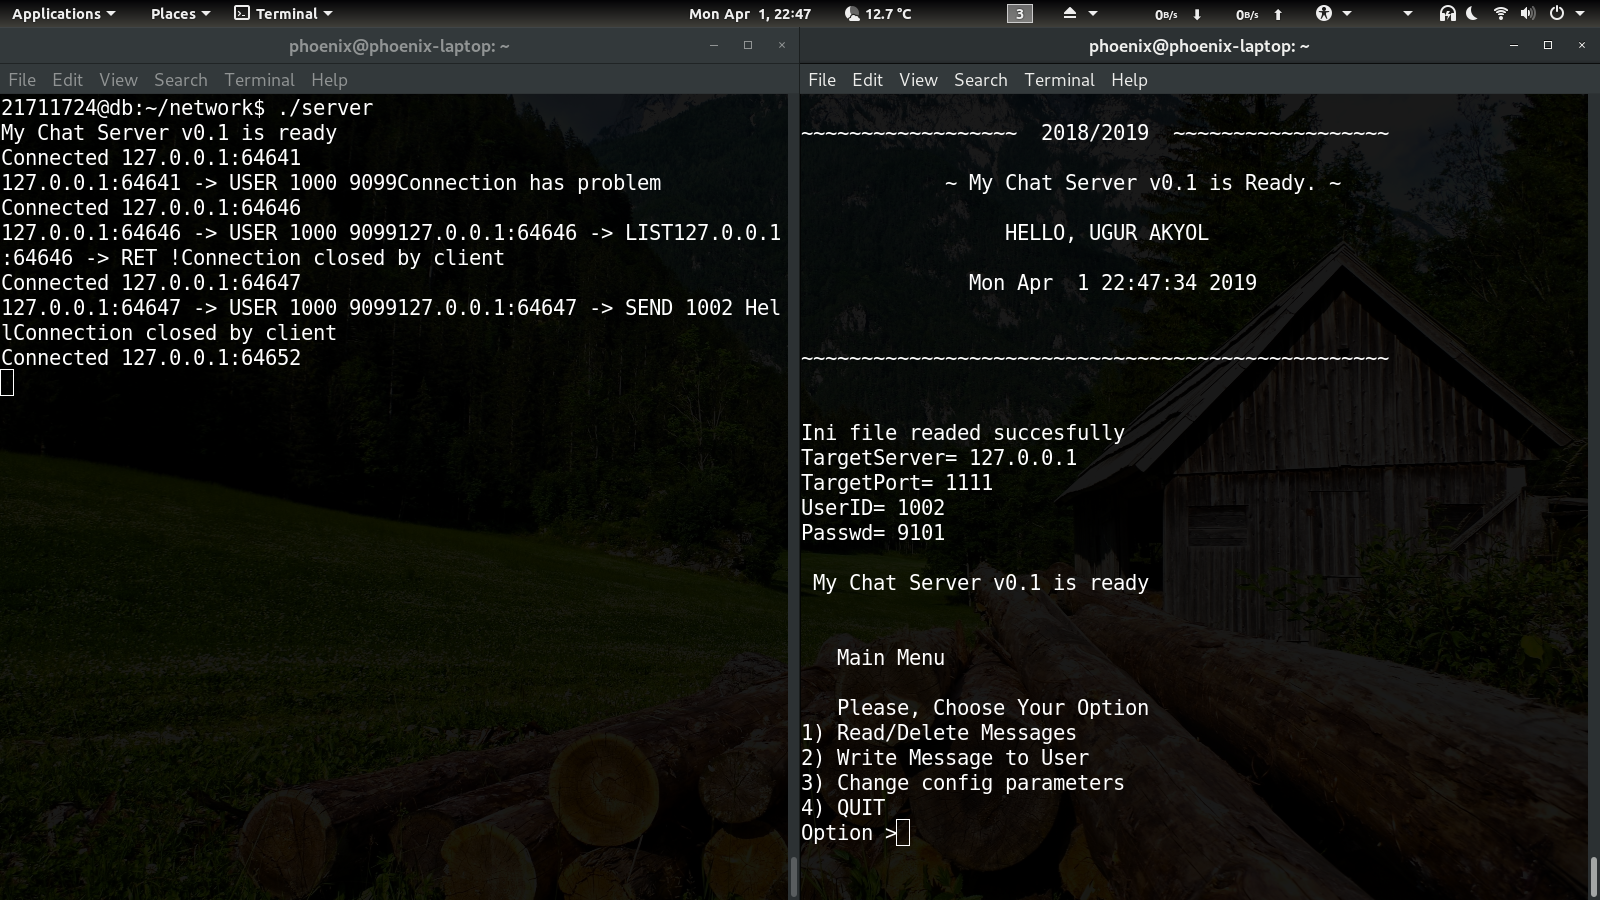 Applications Places Terminal Mon Apr 1, 22:47 12.7 °C 3 0B/s 0B/s
phoenix@phoenix-laptop: ~
File Edit View Search Terminal Help
21711724@db:~/network$ ./server
My Chat Server v0.1 is ready
Connected 127.0.0.1:64641
127.0.0.1:64641 -> USER 1000 9099Connection has problem
Connected 127.0.0.1:64646
127.0.0.1:64646 -> USER 1000 9099127.0.0.1:64646 -> LIST127.0.0.1
:64646 -> RET !Connection closed by client
Connected 127.0.0.1:64647
127.0.0.1:64647 -> USER 1000 9099127.0.0.1:64647 -> SEND 1002 Hel
lConnection closed by client
Connected 127.0.0.1:64652
phoenix@phoenix-laptop: ~
File Edit View Search Terminal Help
~~~~~~~~~~~~~~~~~~ 2018/2019 ~~~~~~~~~~~~~~~~~~
~ My Chat Server v0.1 is Ready. ~
HELLO, UGUR AKYOL
Mon Apr  1 22:47:34 2019
~~~~~~~~~~~~~~~~~~~~~~~~~~~~~~~~~~~~~~~~~~~~~~~~~
Ini file readed succesfully
TargetServer= 127.0.0.1
TargetPort= 1111
UserID= 1002
Passwd= 9101
My Chat Server v0.1 is ready
Main Menu
Please, Choose Your Option
1) Read/Delete Messages
2) Write Message to User
3) Change config parameters
4) QUIT
Option >